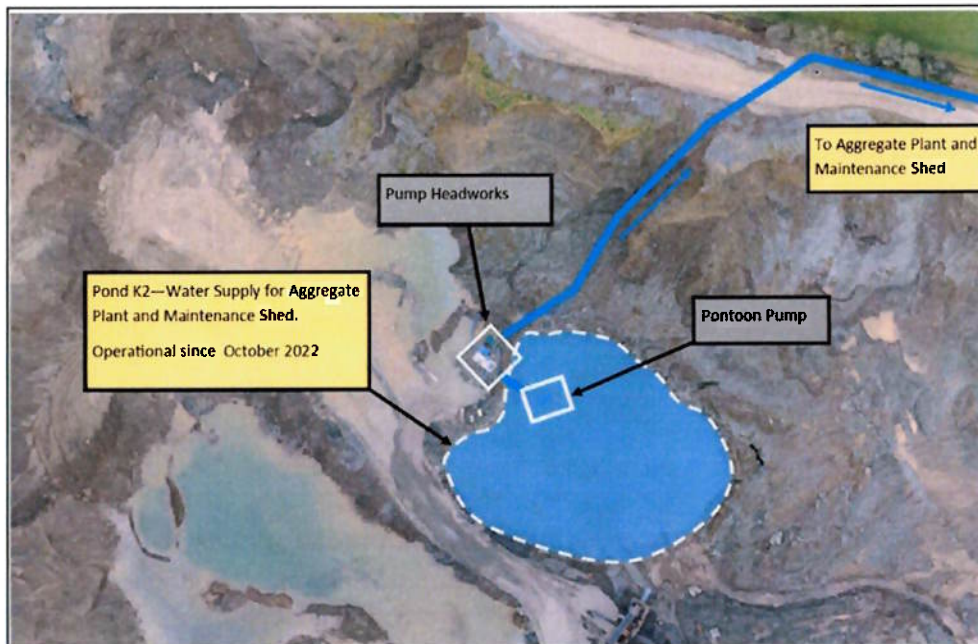 To Aggregate Plant and
Maintenance Shed
Pump Headworks
Pond K2—Water Supply for Aggregate
Plant and Maintenance Shed.
Operational since October 2022
Pontoon Pump